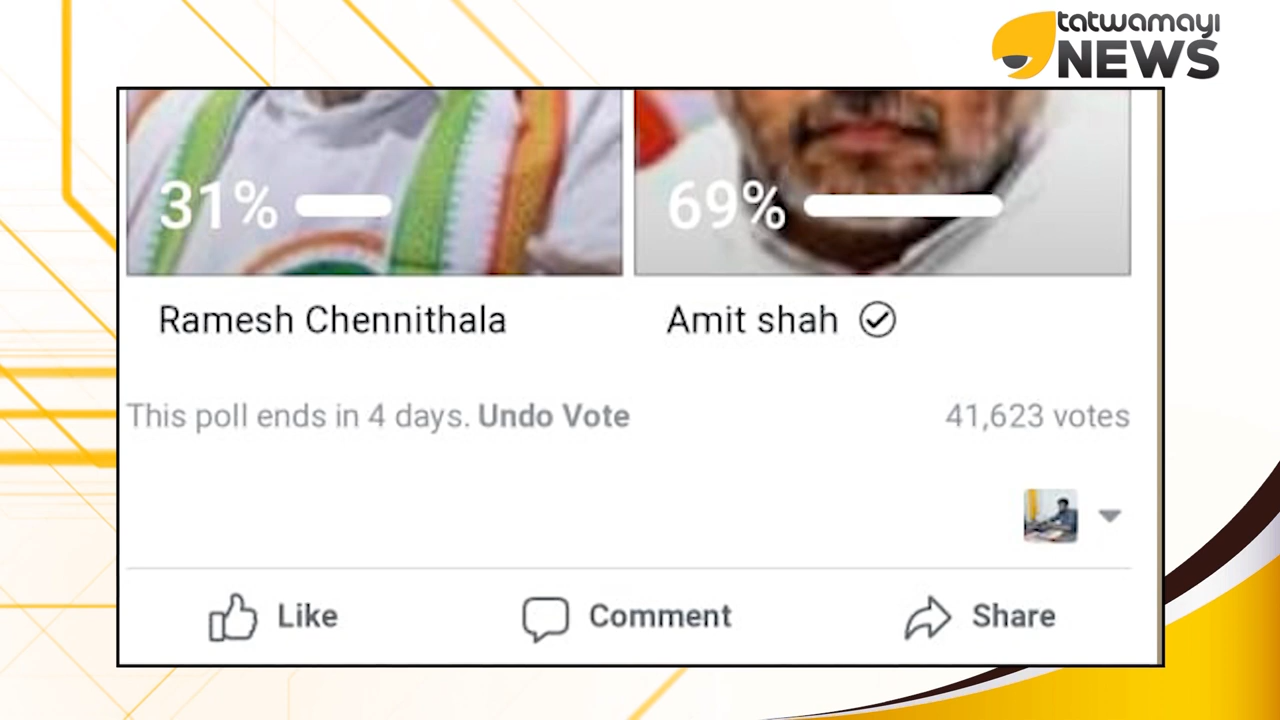 tatwamayi
NEWS
31%
69%
Ramesh Chennithala
Amit shah
This poll ends in 4 days. Undo Vote
41,623 votes
Like
Comment
Share